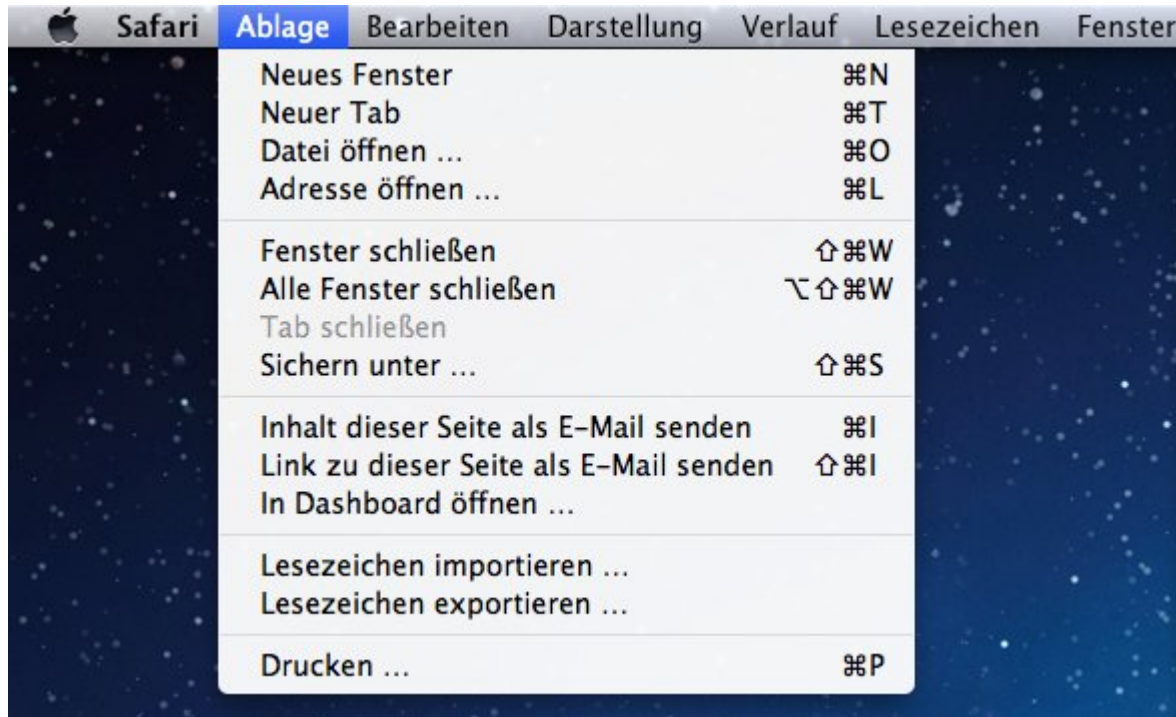 Safari Ablage Bearbeiten Darstellung Verlauf Lesezeichen Fenster
Neues Fenster ⌘N
Neuer Tab ⌘T
Datei öffnen ... ⌘O
Adresse öffnen ... ⌘L
Fenster schließen ⇧⌘W
Alle Fenster schließen ⌥⇧⌘W
Tab schließen
Sichern unter ... ⇧⌘S
Inhalt dieser Seite als E-Mail senden ⌘I
Link zu dieser Seite als E-Mail senden ⇧⌘I
In Dashboard öffnen ...
Lesezeichen importieren ...
Lesezeichen exportieren ...
Drucken ... ⌘P